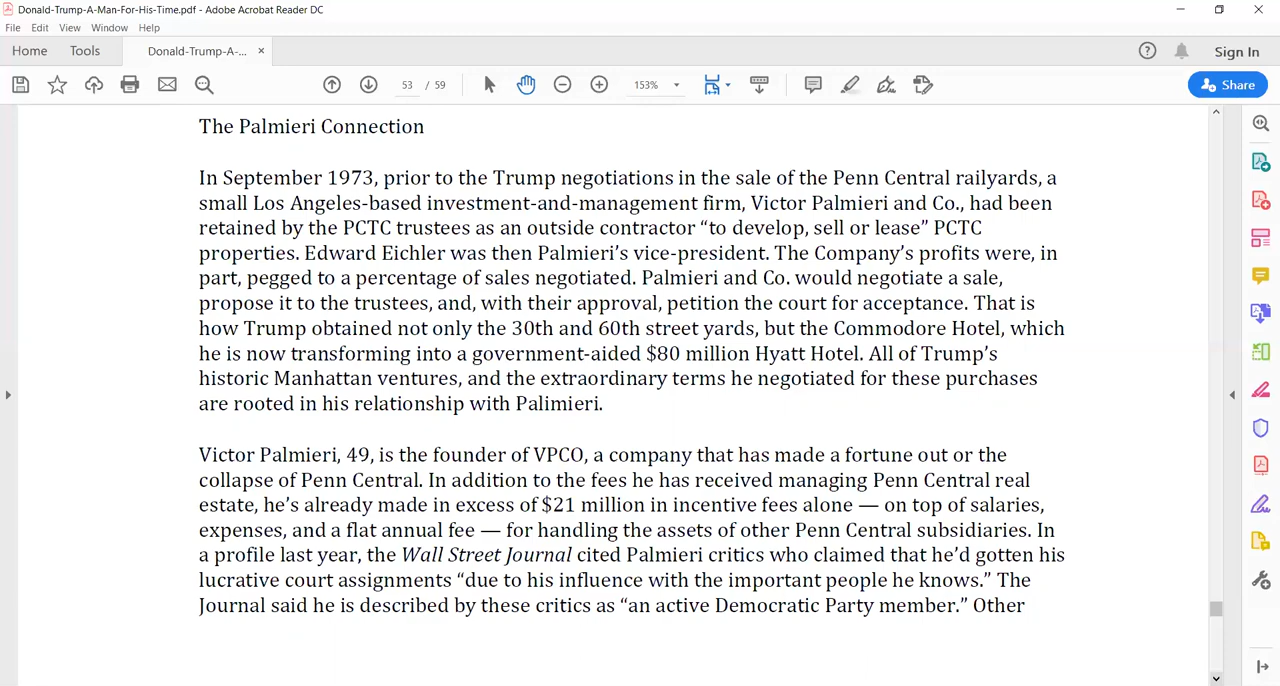 Donald-Trump-A-Man-For-His-Time.pdf - Adobe Acrobat Reader DC
File Edit View Window Help
Home Tools Donald-Trump-A-... × Sign In
53 / 59 153% Share
The Palmieri Connection
In September 1973, prior to the Trump negotiations in the sale of the Penn Central railyards, a
small Los Angeles-based investment-and-management firm, Victor Palmieri and Co., had been
retained by the PCTC trustees as an outside contractor “to develop, sell or lease” PCTC
properties. Edward Eichler was then Palmieri’s vice-president. The Company’s profits were, in
part, pegged to a percentage of sales negotiated. Palmieri and Co. would negotiate a sale,
propose it to the trustees, and, with their approval, petition the court for acceptance. That is
how Trump obtained not only the 30th and 60th street yards, but the Commodore Hotel, which
he is now transforming into a government-aided $80 million Hyatt Hotel. All of Trump’s
historic Manhattan ventures, and the extraordinary terms he negotiated for these purchases
are rooted in his relationship with Palimieri.
Victor Palmieri, 49, is the founder of VPCO, a company that has made a fortune out or the
collapse of Penn Central. In addition to the fees he has received managing Penn Central real
estate, he’s already made in excess of $21 million in incentive fees alone — on top of salaries,
expenses, and a flat annual fee — for handling the assets of other Penn Central subsidiaries. In
a profile last year, the Wall Street Journal cited Palmieri critics who claimed that he’d gotten his
lucrative court assignments “due to his influence with the important people he knows.” The
Journal said he is described by these critics as “an active Democratic Party member.” Other